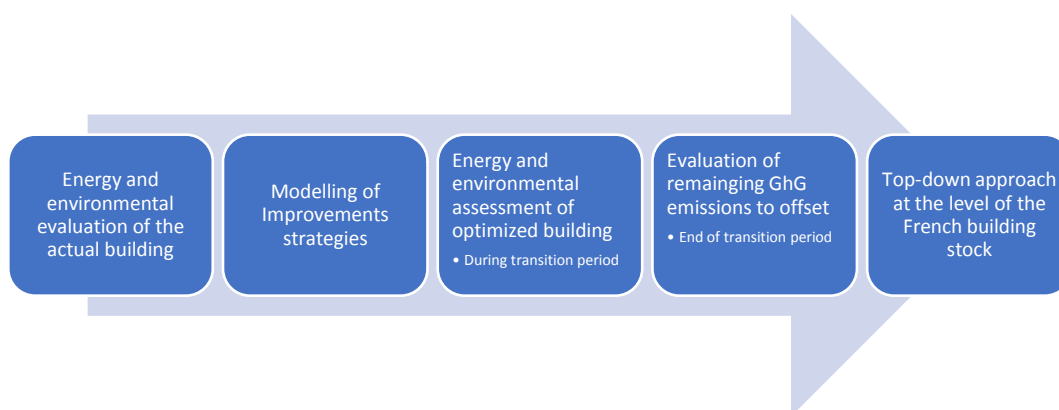 Energy and
environmental
evaluation of the
actual building
Modelling of
Improvements
strategies
Energy and
environmental
assessment of
optimized building
• During transition period
Evaluation of
remainging GhG
emissions to offset
• End of transition period
Top-down approach
at the level of the
French building
stock